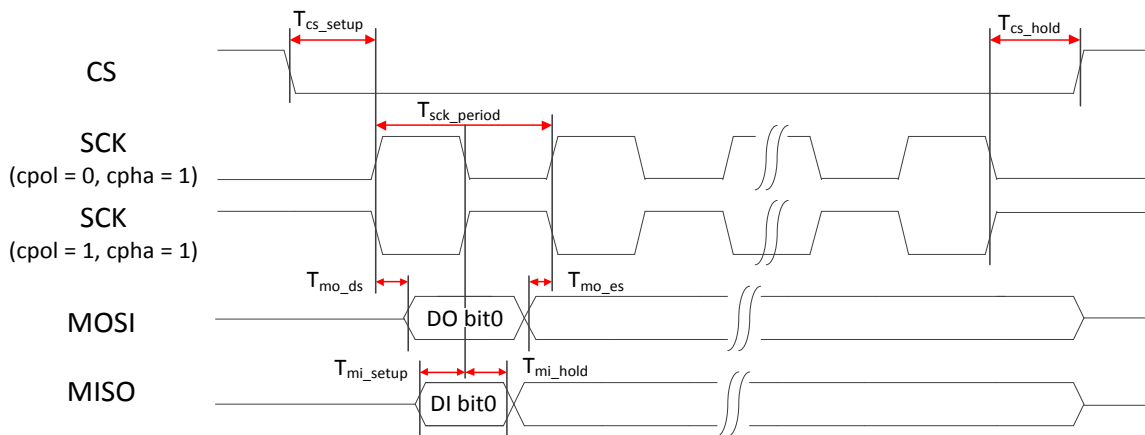 Tcs_setup
Tcs_hold
CS
Tsck_period
SCK
(cpol = 0, cpha = 1)
SCK
(cpol = 1, cpha = 1)
Tmo_ds
Tmo_es
MOSI
DO bit0
Tmi_setup
Tmi_hold
MISO
DI bit0